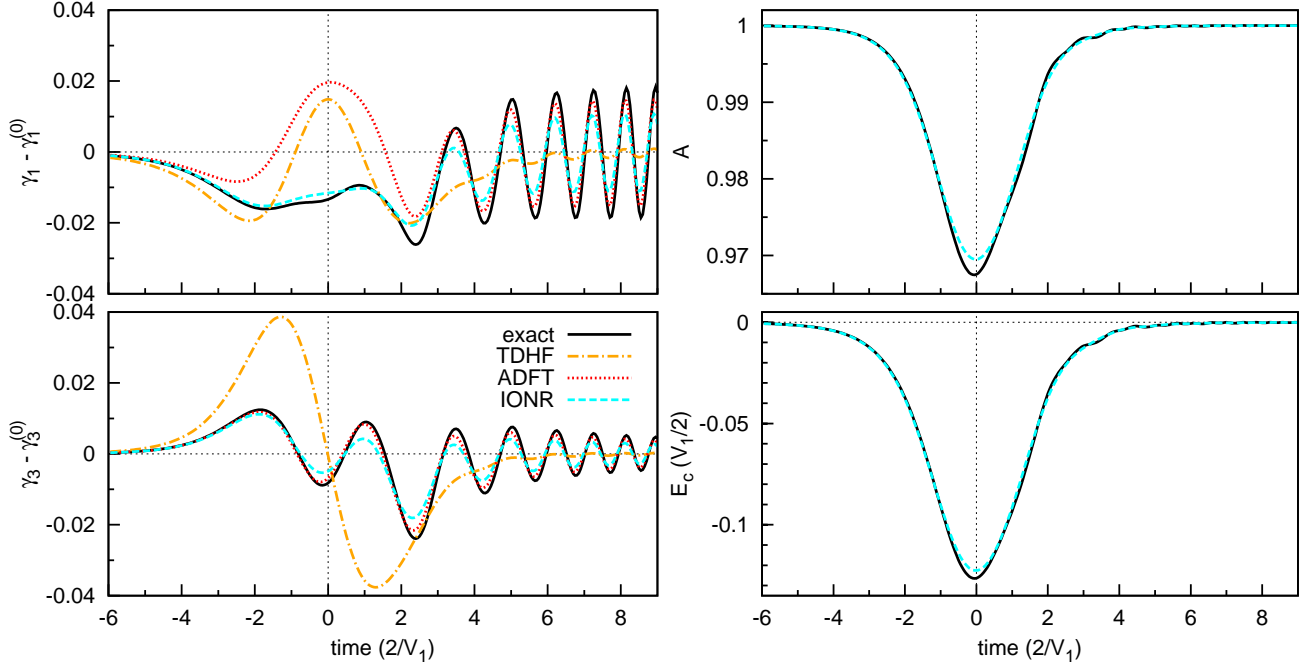 0.04
0.02
0
-0.02
-0.04
γ₁ - γ₁⁽⁰⁾
1
0.99
0.98
0.97
A
0.04
0.02
0
-0.02
-0.04
γ₃ - γ₃⁽⁰⁾
exact
TDHF
ADFT
IONR
-6 -4 -2 0 2 4 6 8
time (2/V₁)
0
-0.05
-0.1
E_c (V₁/2)
-6 -4 -2 0 2 4 6 8
time (2/V₁)